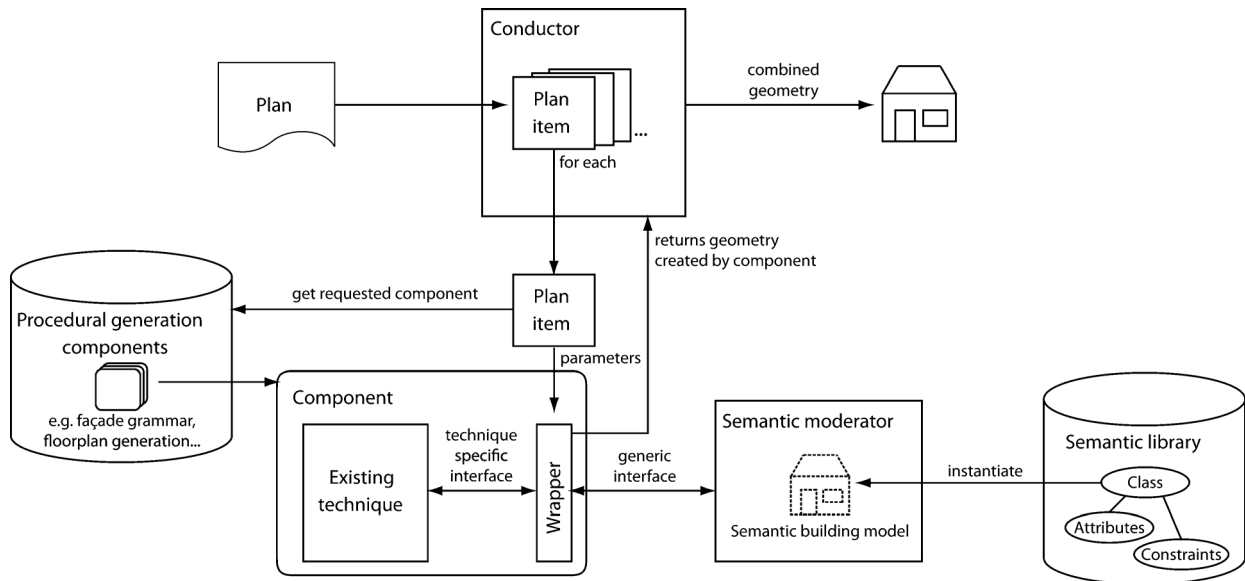 Conductor
Plan
Plan
item
...
for each
combined
geometry
returns geometry
created by component
get requested component
Plan
item
parameters
Procedural generation
components
e.g. façade grammar,
floorplan generation...
Component
Existing
technique
technique
specific
interface
Wrapper
generic
interface
Semantic moderator
Semantic building model
instantiate
Semantic library
Class
Attributes
Constraints